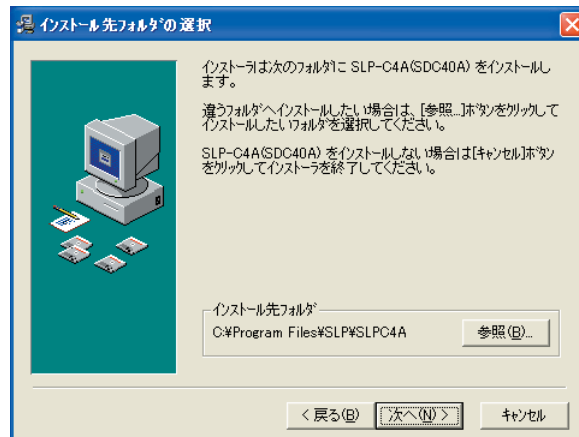 インストール先フォルダの選択
インストーラは次のフォルダに SLP-C4A(SDC40A) をインストールし
ます。
違うフォルダへインストールしたい場合は、[参照...]ボタンをクリックして
インストールしたいフォルダを選択してください。
SLP-C4A(SDC40A) をインストールしない場合は[キャンセル]ボタン
をクリックしてインストーラを終了してください。
インストール先フォルダ
C:¥Program Files¥SLP¥SLPC4A
参照(B)...
< 戻る(B)
次へ(N) >
キャンセル